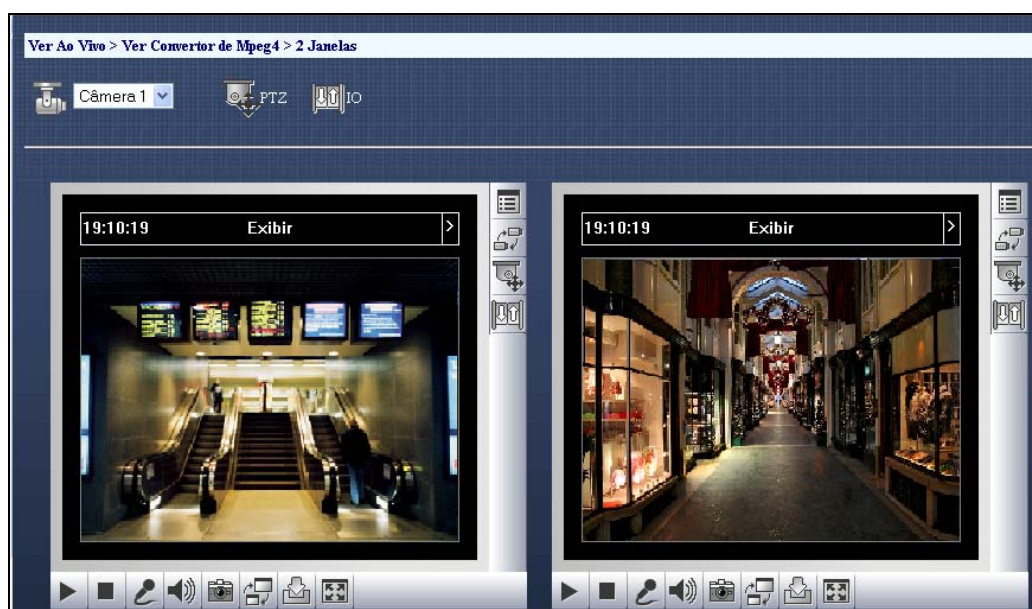 Ver Ao Vivo > Ver Convertor de Mpeg4 > 2 Janelas
Câmera 1 PTZ IO
19:10:19 Exibir >
19:10:19 Exibir >